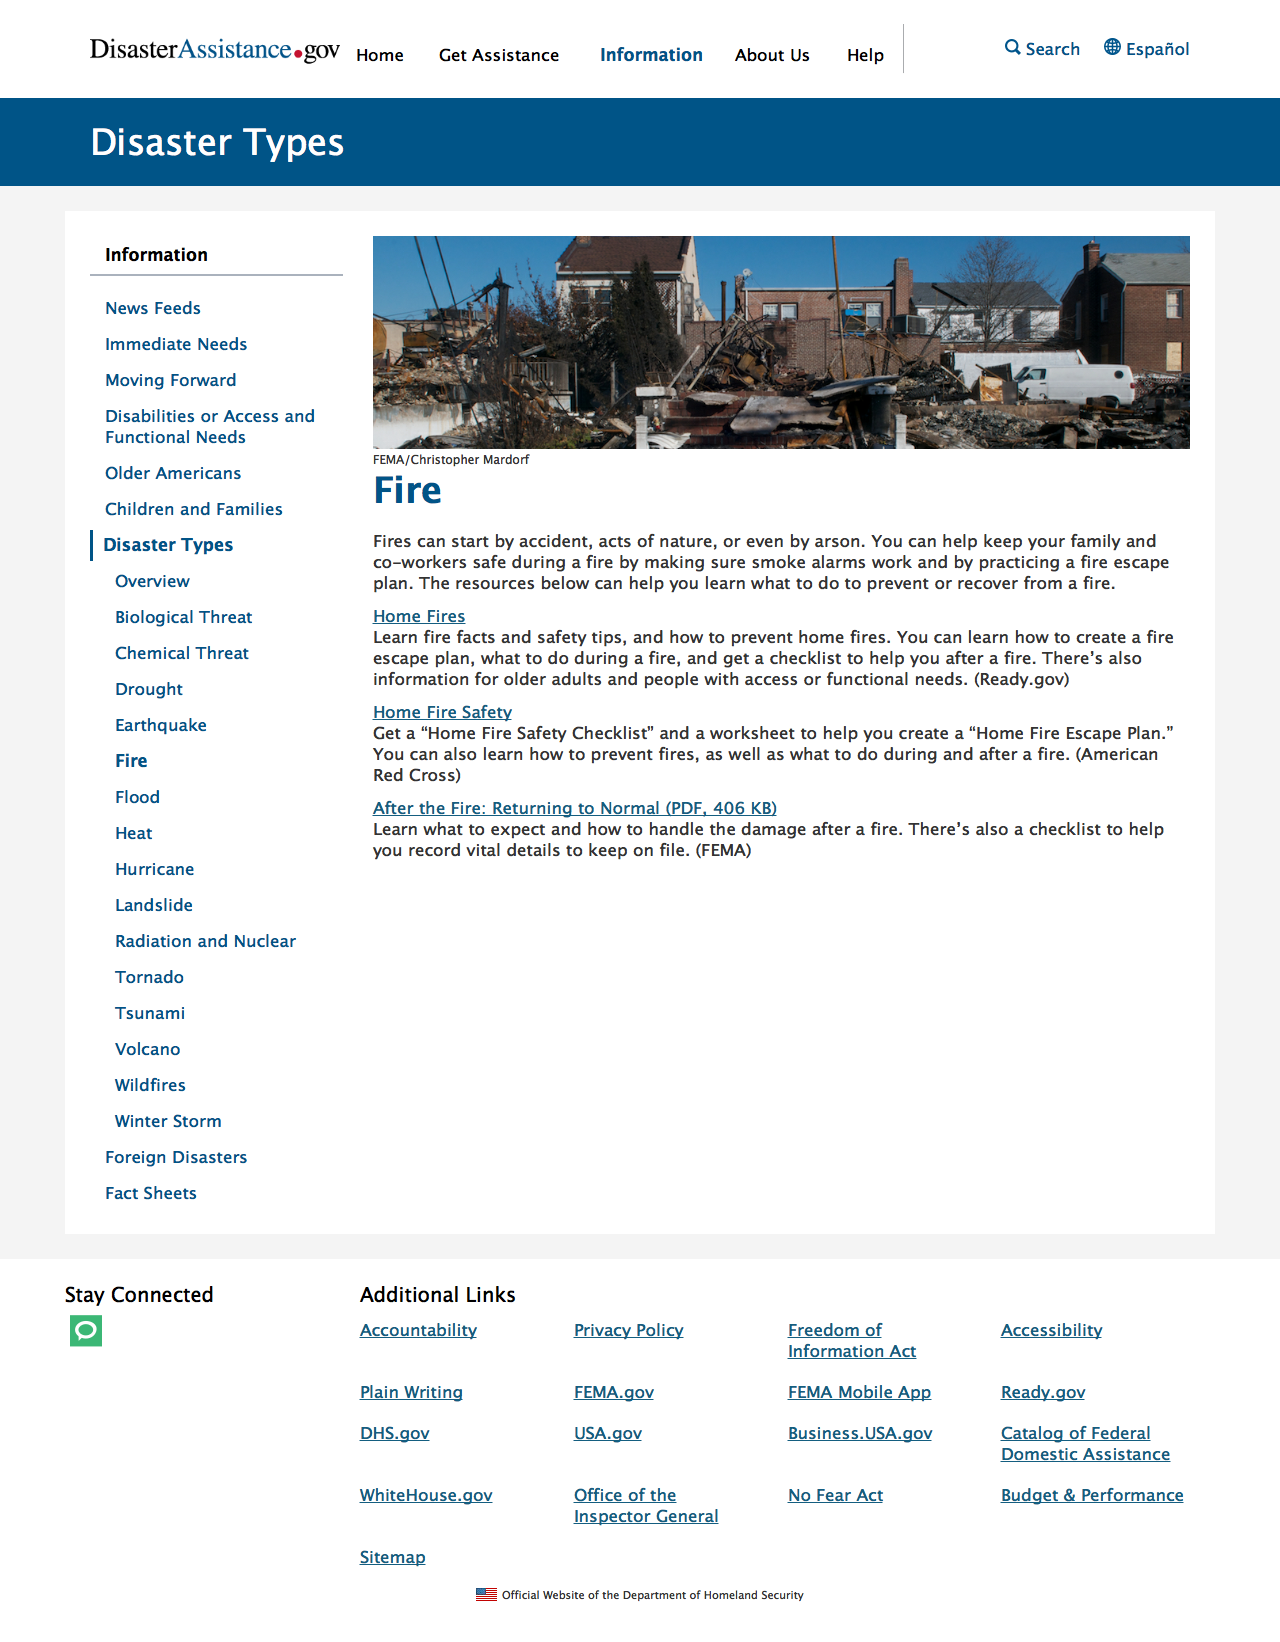 DisasterAssistance.gov
Home
Get Assistance
Information
About Us
Help
Search
Español
Disaster Types
Information
News Feeds
Immediate Needs
Moving Forward
Disabilities or Access and
Functional Needs
Older Americans
Children and Families
Disaster Types
Overview
Biological Threat
Chemical Threat
Drought
Earthquake
Fire
Flood
Heat
Hurricane
Landslide
Radiation and Nuclear
Tornado
Tsunami
Volcano
Wildfires
Winter Storm
Foreign Disasters
Fact Sheets
FEMA/Christopher Mardorf
Fire
Fires can start by accident, acts of nature, or even by arson. You can help keep your family and
co-workers safe during a fire by making sure smoke alarms work and by practicing a fire escape
plan. The resources below can help you learn what to do to prevent or recover from a fire.
Home Fires
Learn fire facts and safety tips, and how to prevent home fires. You can learn how to create a fire
escape plan, what to do during a fire, and get a checklist to help you after a fire. There’s also
information for older adults and people with access or functional needs. (Ready.gov)
Home Fire Safety
Get a “Home Fire Safety Checklist” and a worksheet to help you create a “Home Fire Escape Plan.”
You can also learn how to prevent fires, as well as what to do during and after a fire. (American
Red Cross)
After the Fire: Returning to Normal (PDF, 406 KB)
Learn what to expect and how to handle the damage after a fire. There’s also a checklist to help
you record vital details to keep on file. (FEMA)
Stay Connected
Additional Links
Accountability
Privacy Policy
Freedom of
Information Act
Accessibility
Plain Writing
FEMA.gov
FEMA Mobile App
Ready.gov
DHS.gov
USA.gov
Business.USA.gov
Catalog of Federal
Domestic Assistance
WhiteHouse.gov
Office of the
Inspector General
No Fear Act
Budget & Performance
Sitemap
Official Website of the Department of Homeland Security